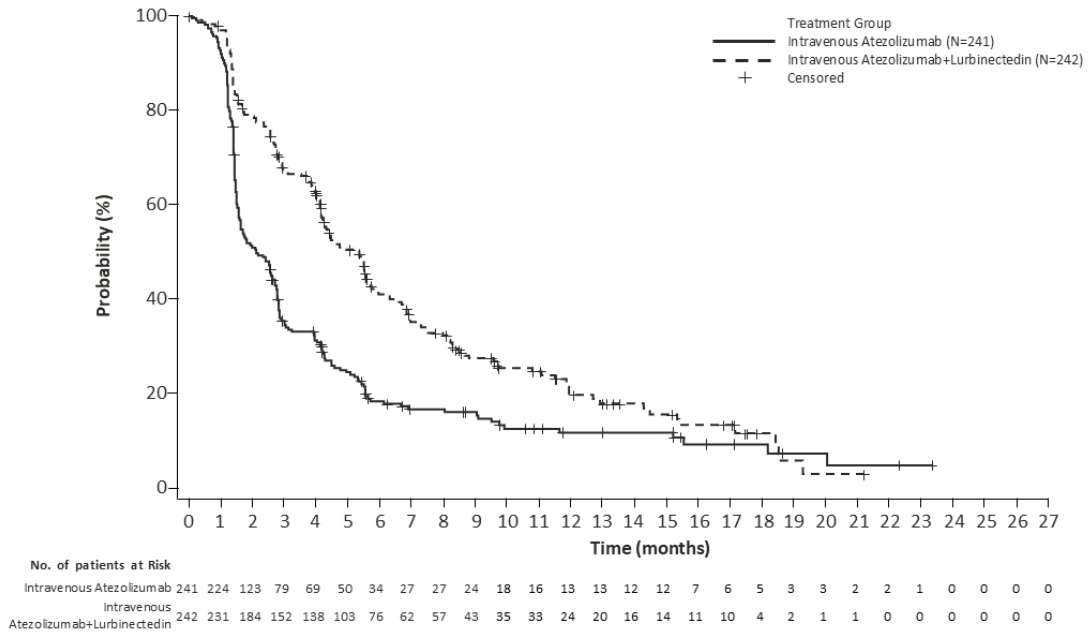 Treatment Group
Intravenous Atezolizumab (N=241)
Intravenous Atezolizumab+Lurbinectedin (N=242)
Censored
100
80
60
40
20
0
Probability (%)
0 1 2 3 4 5 6 7 8 9 10 11 12 13 14 15 16 17 18 19 20 21 22 23 24 25 26 27
Time (months)
No. of patients at Risk
Intravenous Atezolizumab 241 224 123 79 69 50 34 27 27 24 18 16 13 13 12 12 7 6 5 3 3 2 2 1 0 0 0 0
Intravenous
Atezolizumab+Lurbinectedin 242 231 184 152 138 103 76 62 57 43 35 33 24 20 16 14 11 10 4 2 1 1 0 0 0 0 0 0